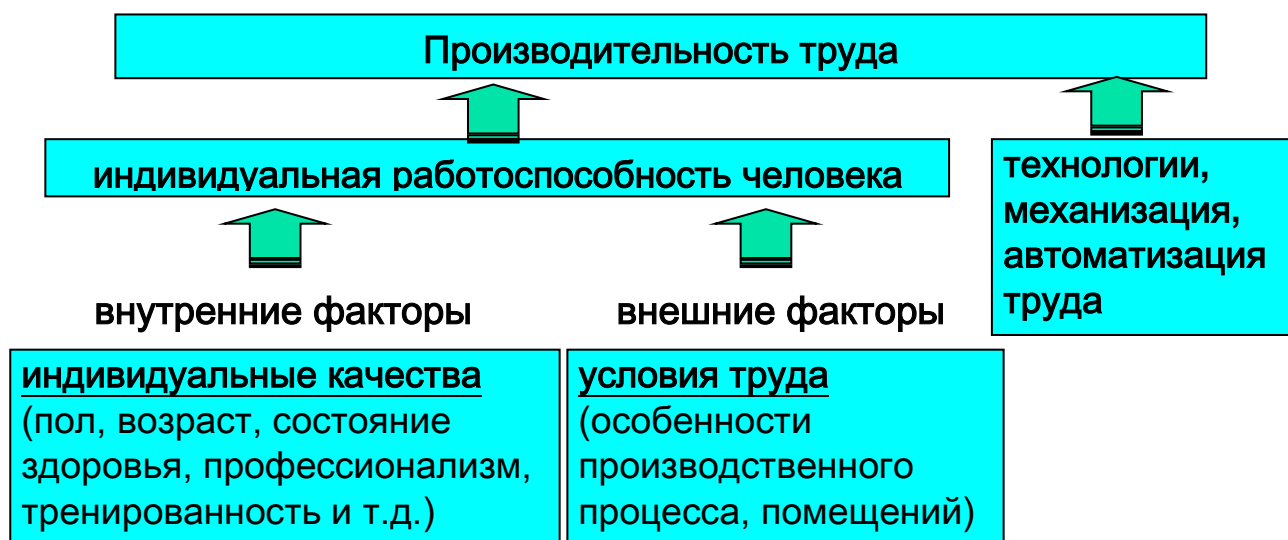 Производительность труда
индивидуальная работоспособность человека
технологии,
механизация,
автоматизация
труда
внутренние факторы
внешние факторы
индивидуальные качества
(пол, возраст, состояние
здоровья, профессионализм,
тренированность и т.д.)
условия труда
(особенности
производственного
процесса, помещений)